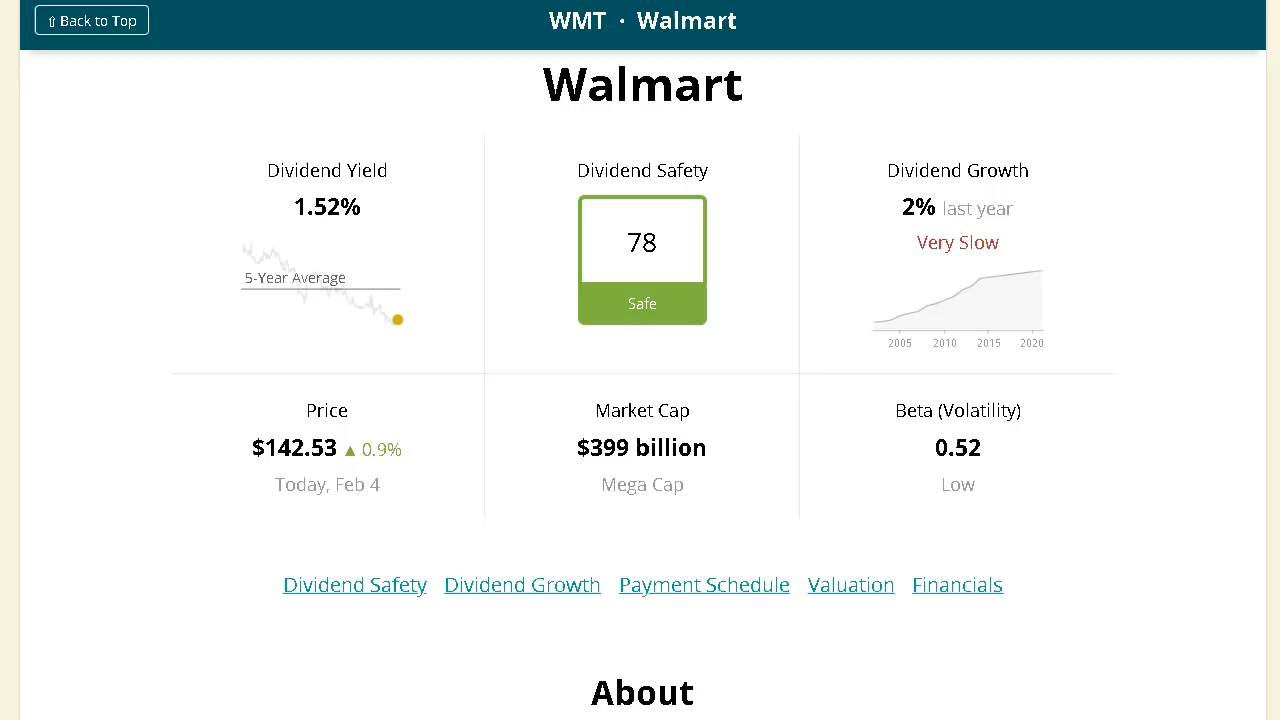 ⇧ Back to Top
WMT · Walmart
Walmart
Dividend Yield
1.52%
5-Year Average
Dividend Safety
78
Safe
Dividend Growth
2% last year
Very Slow
2005 2010 2015 2020
Price
$142.53 ▲ 0.9%
Today, Feb 4
Market Cap
$399 billion
Mega Cap
Beta (Volatility)
0.52
Low
Dividend Safety Dividend Growth Payment Schedule Valuation Financials
About